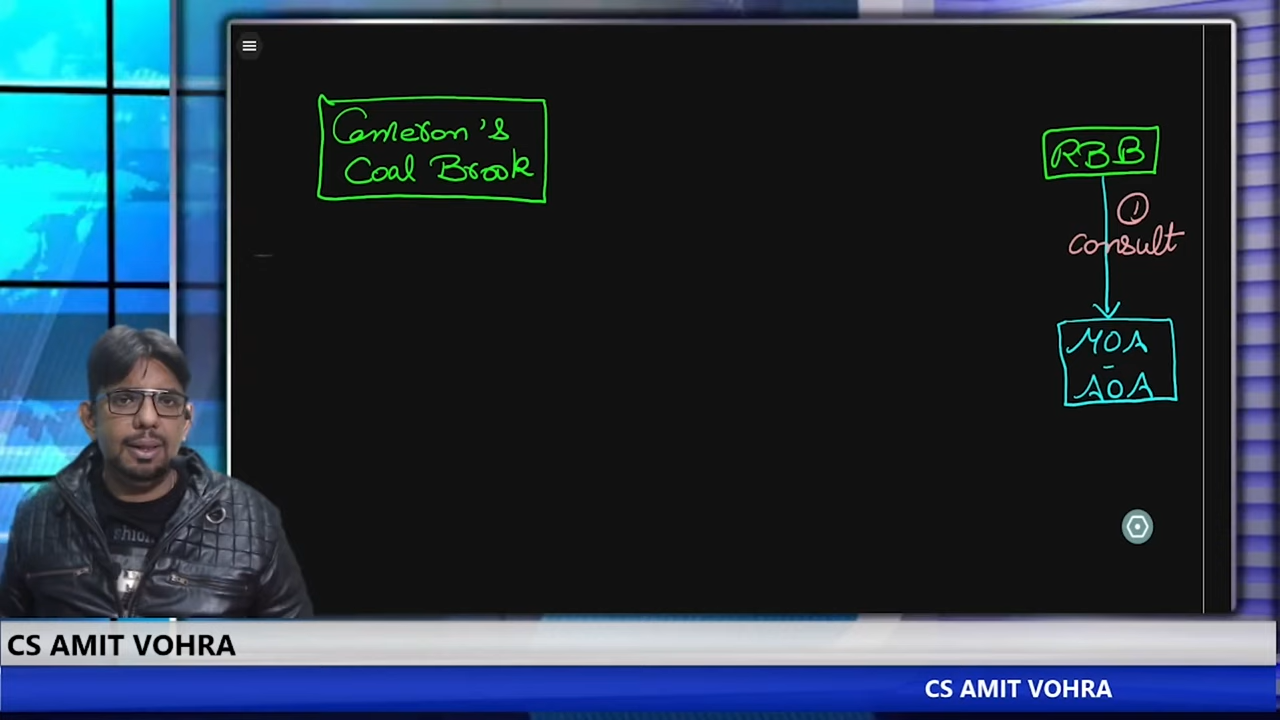 Cameron's
Coal Brook
RBB
①
consult
MOA
-
AOA
CS AMIT VOHRA
CS AMIT VOHRA